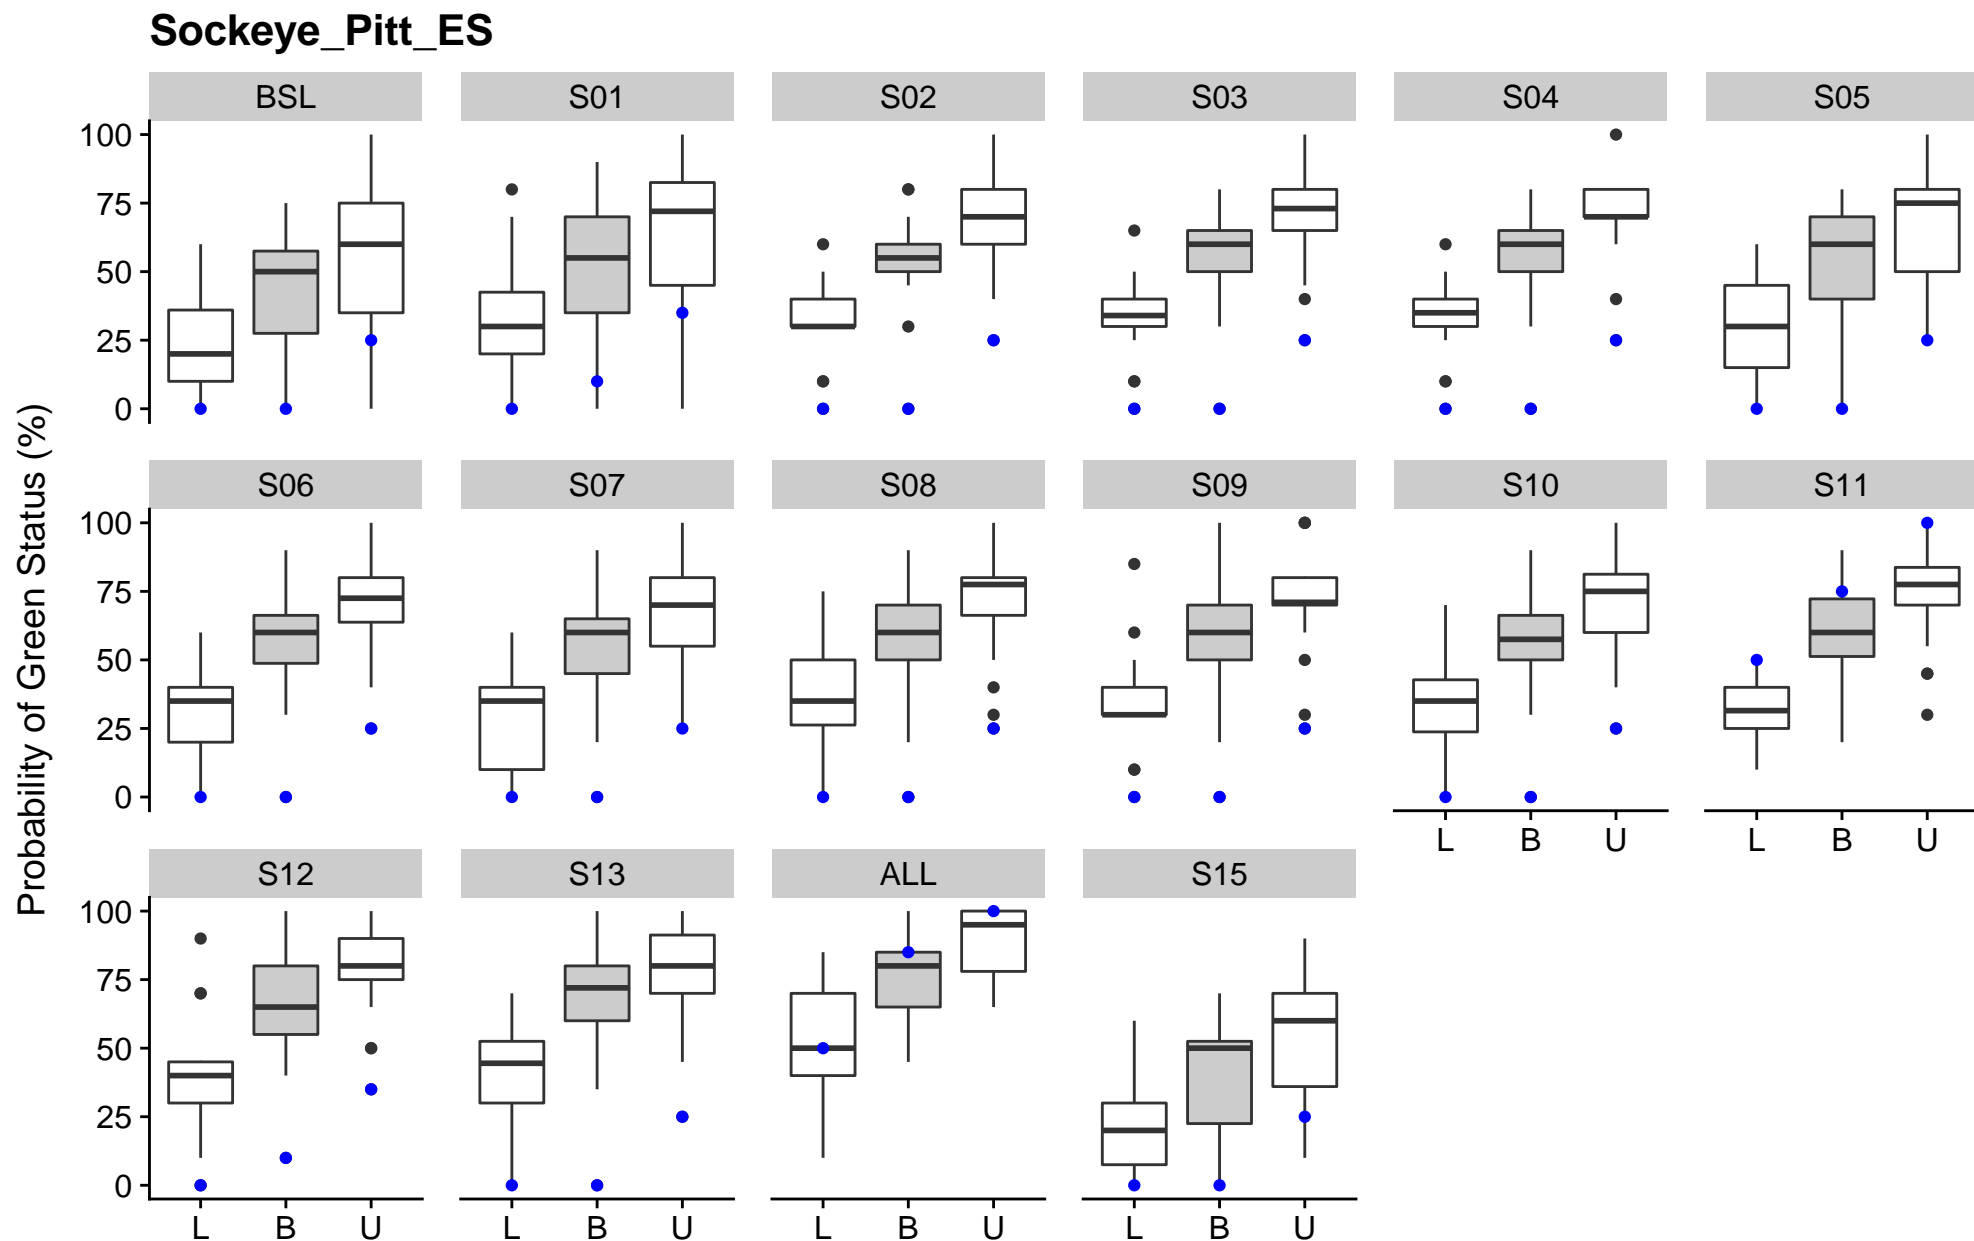 Sockeye_Pitt_ES
BSL S01 S02 S03 S04 S05
100
75
50
25
0
S06 S07 S08 S09 S10 S11
100
75
50
25
0
L B U L B U
S12 S13 ALL S15
100
75
50
25
0
L B U L B U L B U L B U
Probability of Green Status (%)